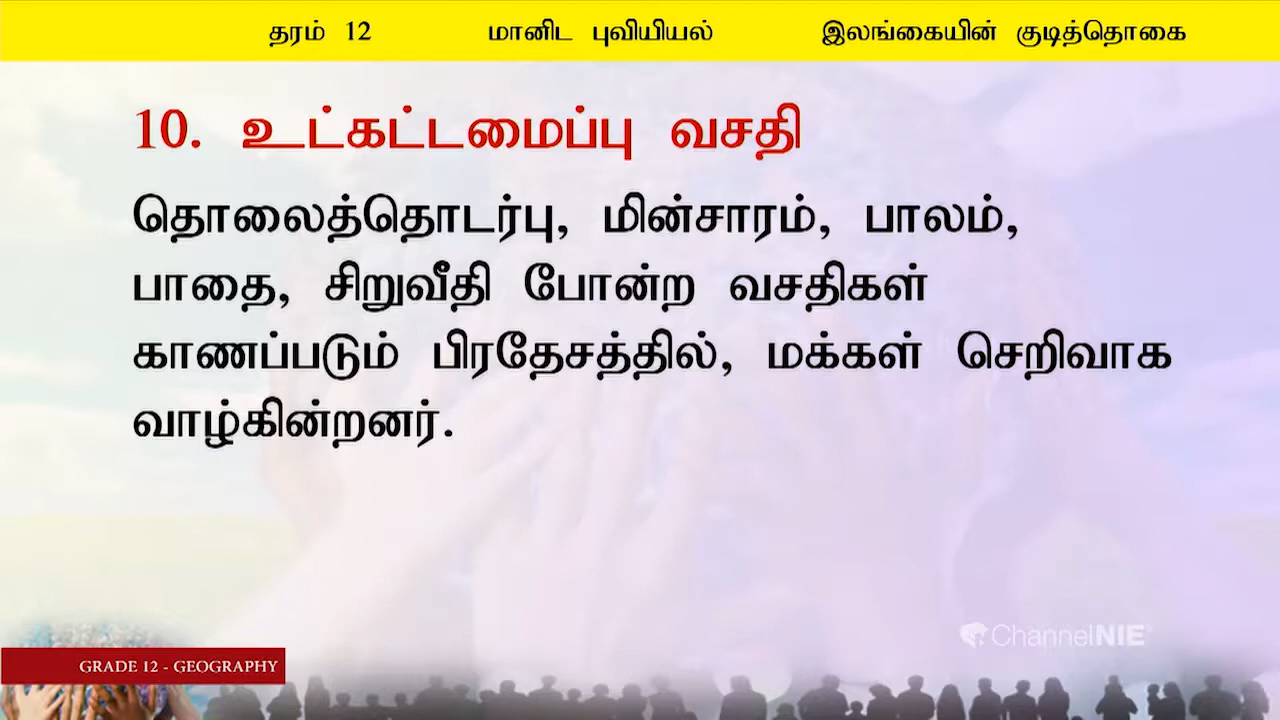 தரம் 12 மானிட புவியியல் இலங்கையின் குடித்தொகை
10. உட்கட்டமைப்பு வசதி
தொலைத்தொடர்பு, மின்சாரம், பாலம்,
பாதை, சிறுவீதி போன்ற வசதிகள்
காணப்படும் பிரதேசத்தில், மக்கள் செறிவாக
வாழ்கின்றனர்.
ChannelNIE
GRADE 12 - GEOGRAPHY